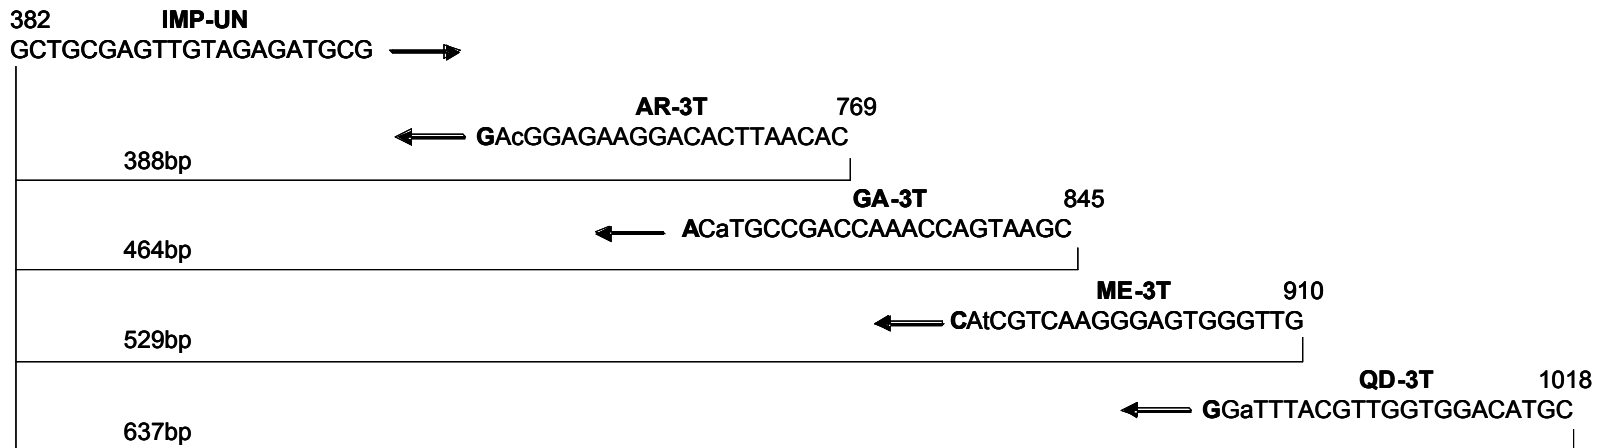 382 IMP-UN
GCTGCGAGTTGTAGAGATGCG
AR-3T 769
GAcGGAGAAGGACACTTAACAC
388bp
GA-3T 845
ACaTGCCGACCAAACCAGTAAGC
464bp
ME-3T 910
CAtCGTCAAGGGAGTGGGTTG
529bp
QD-3T 1018
GGaTTTACGTTGGTGGACATGC
637bp